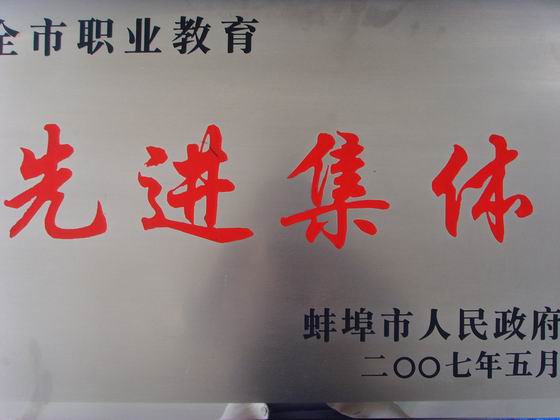 全市职业教育
先进集体
蚌埠市人民政府
二〇〇七年五月